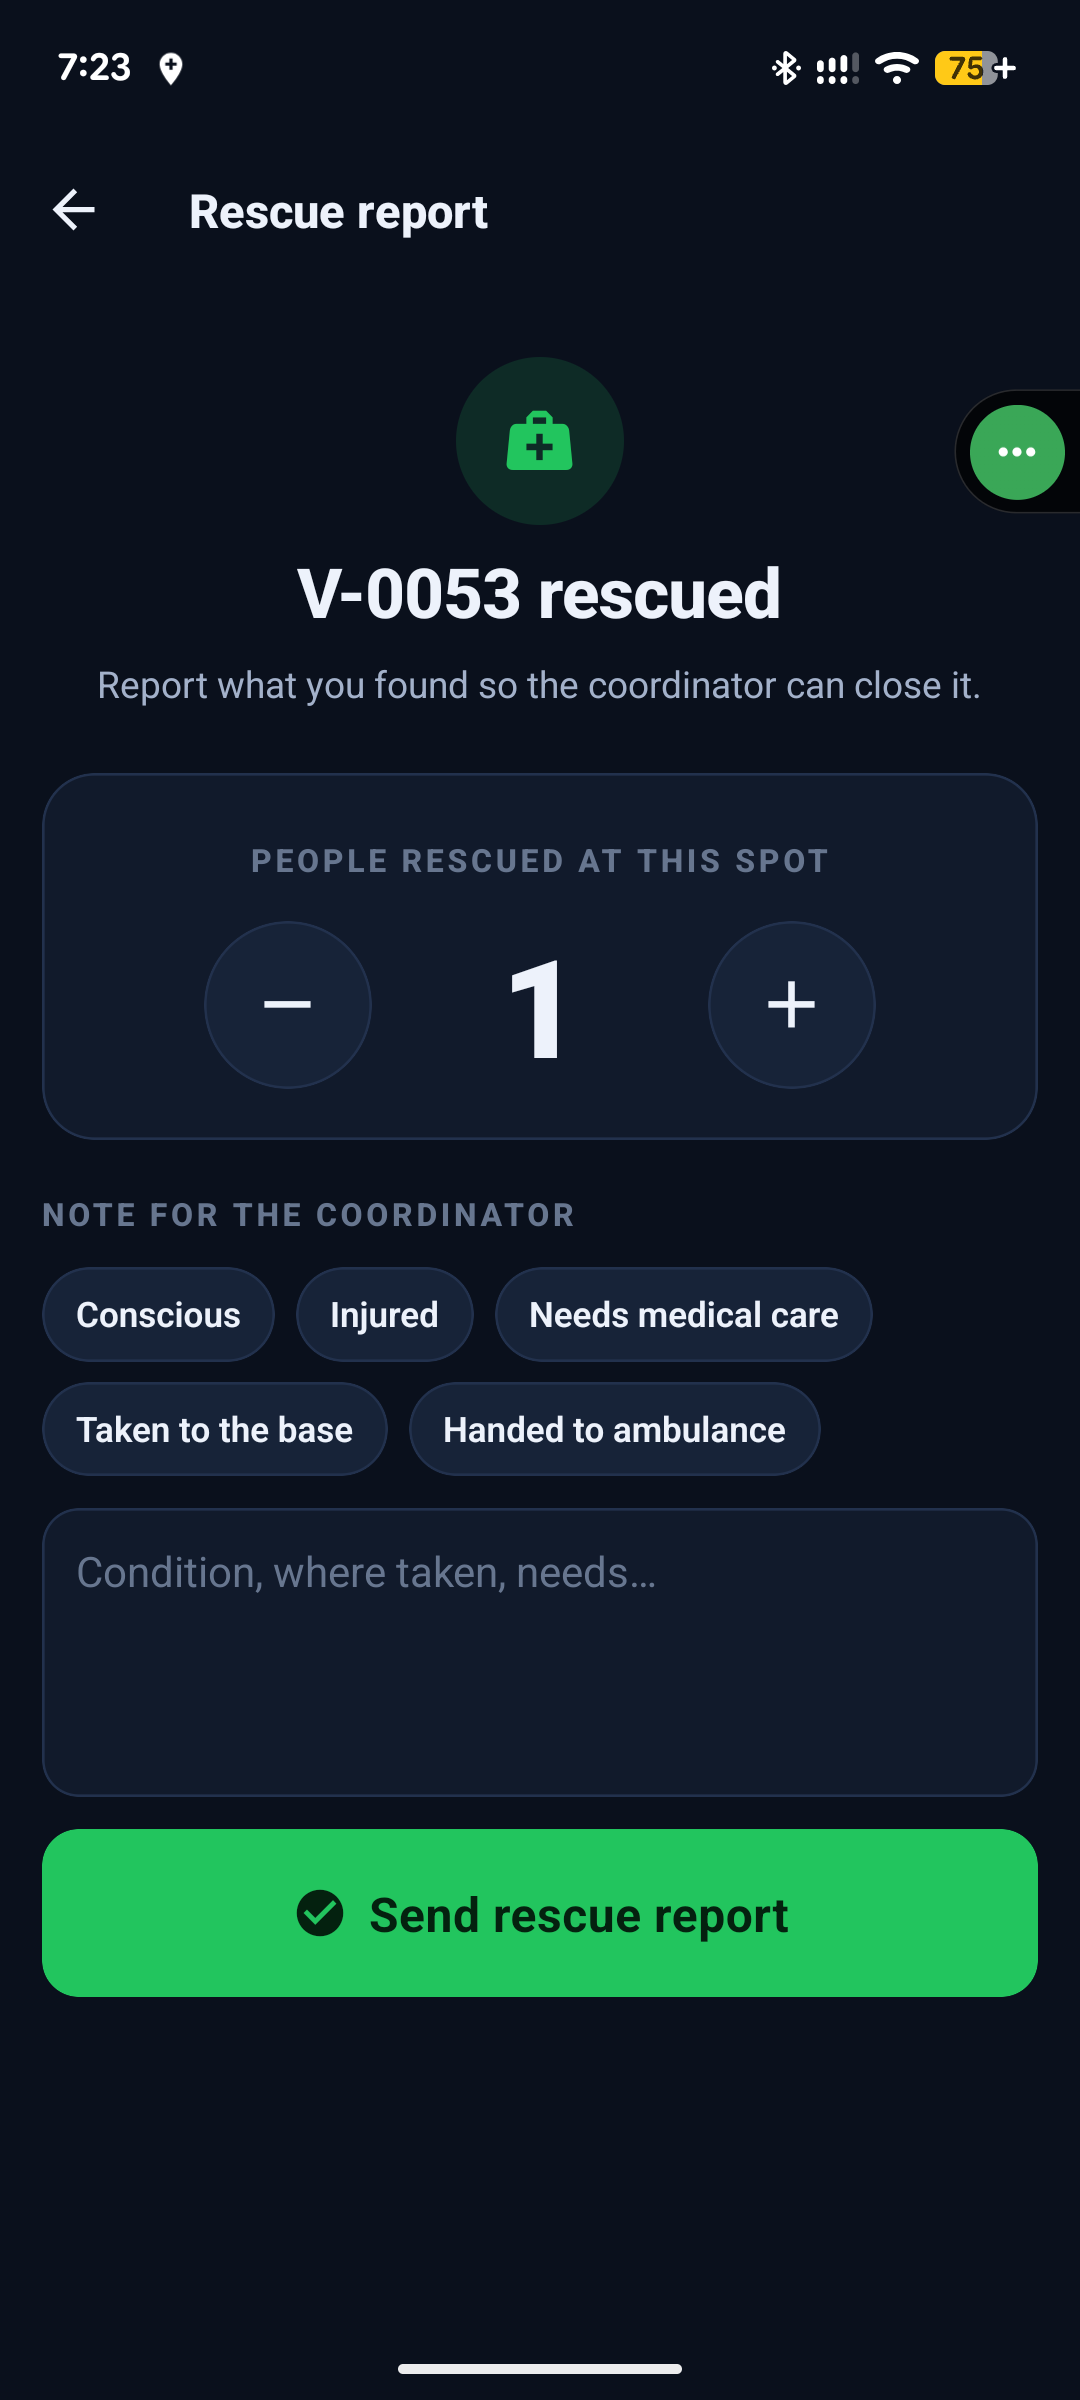 7:23
75
Rescue report
V-0053 rescued
Report what you found so the coordinator can close it.
PEOPLE RESCUED AT THIS SPOT
1
NOTE FOR THE COORDINATOR
Conscious
Injured
Needs medical care
Taken to the base
Handed to ambulance
Condition, where taken, needs...
Send rescue report